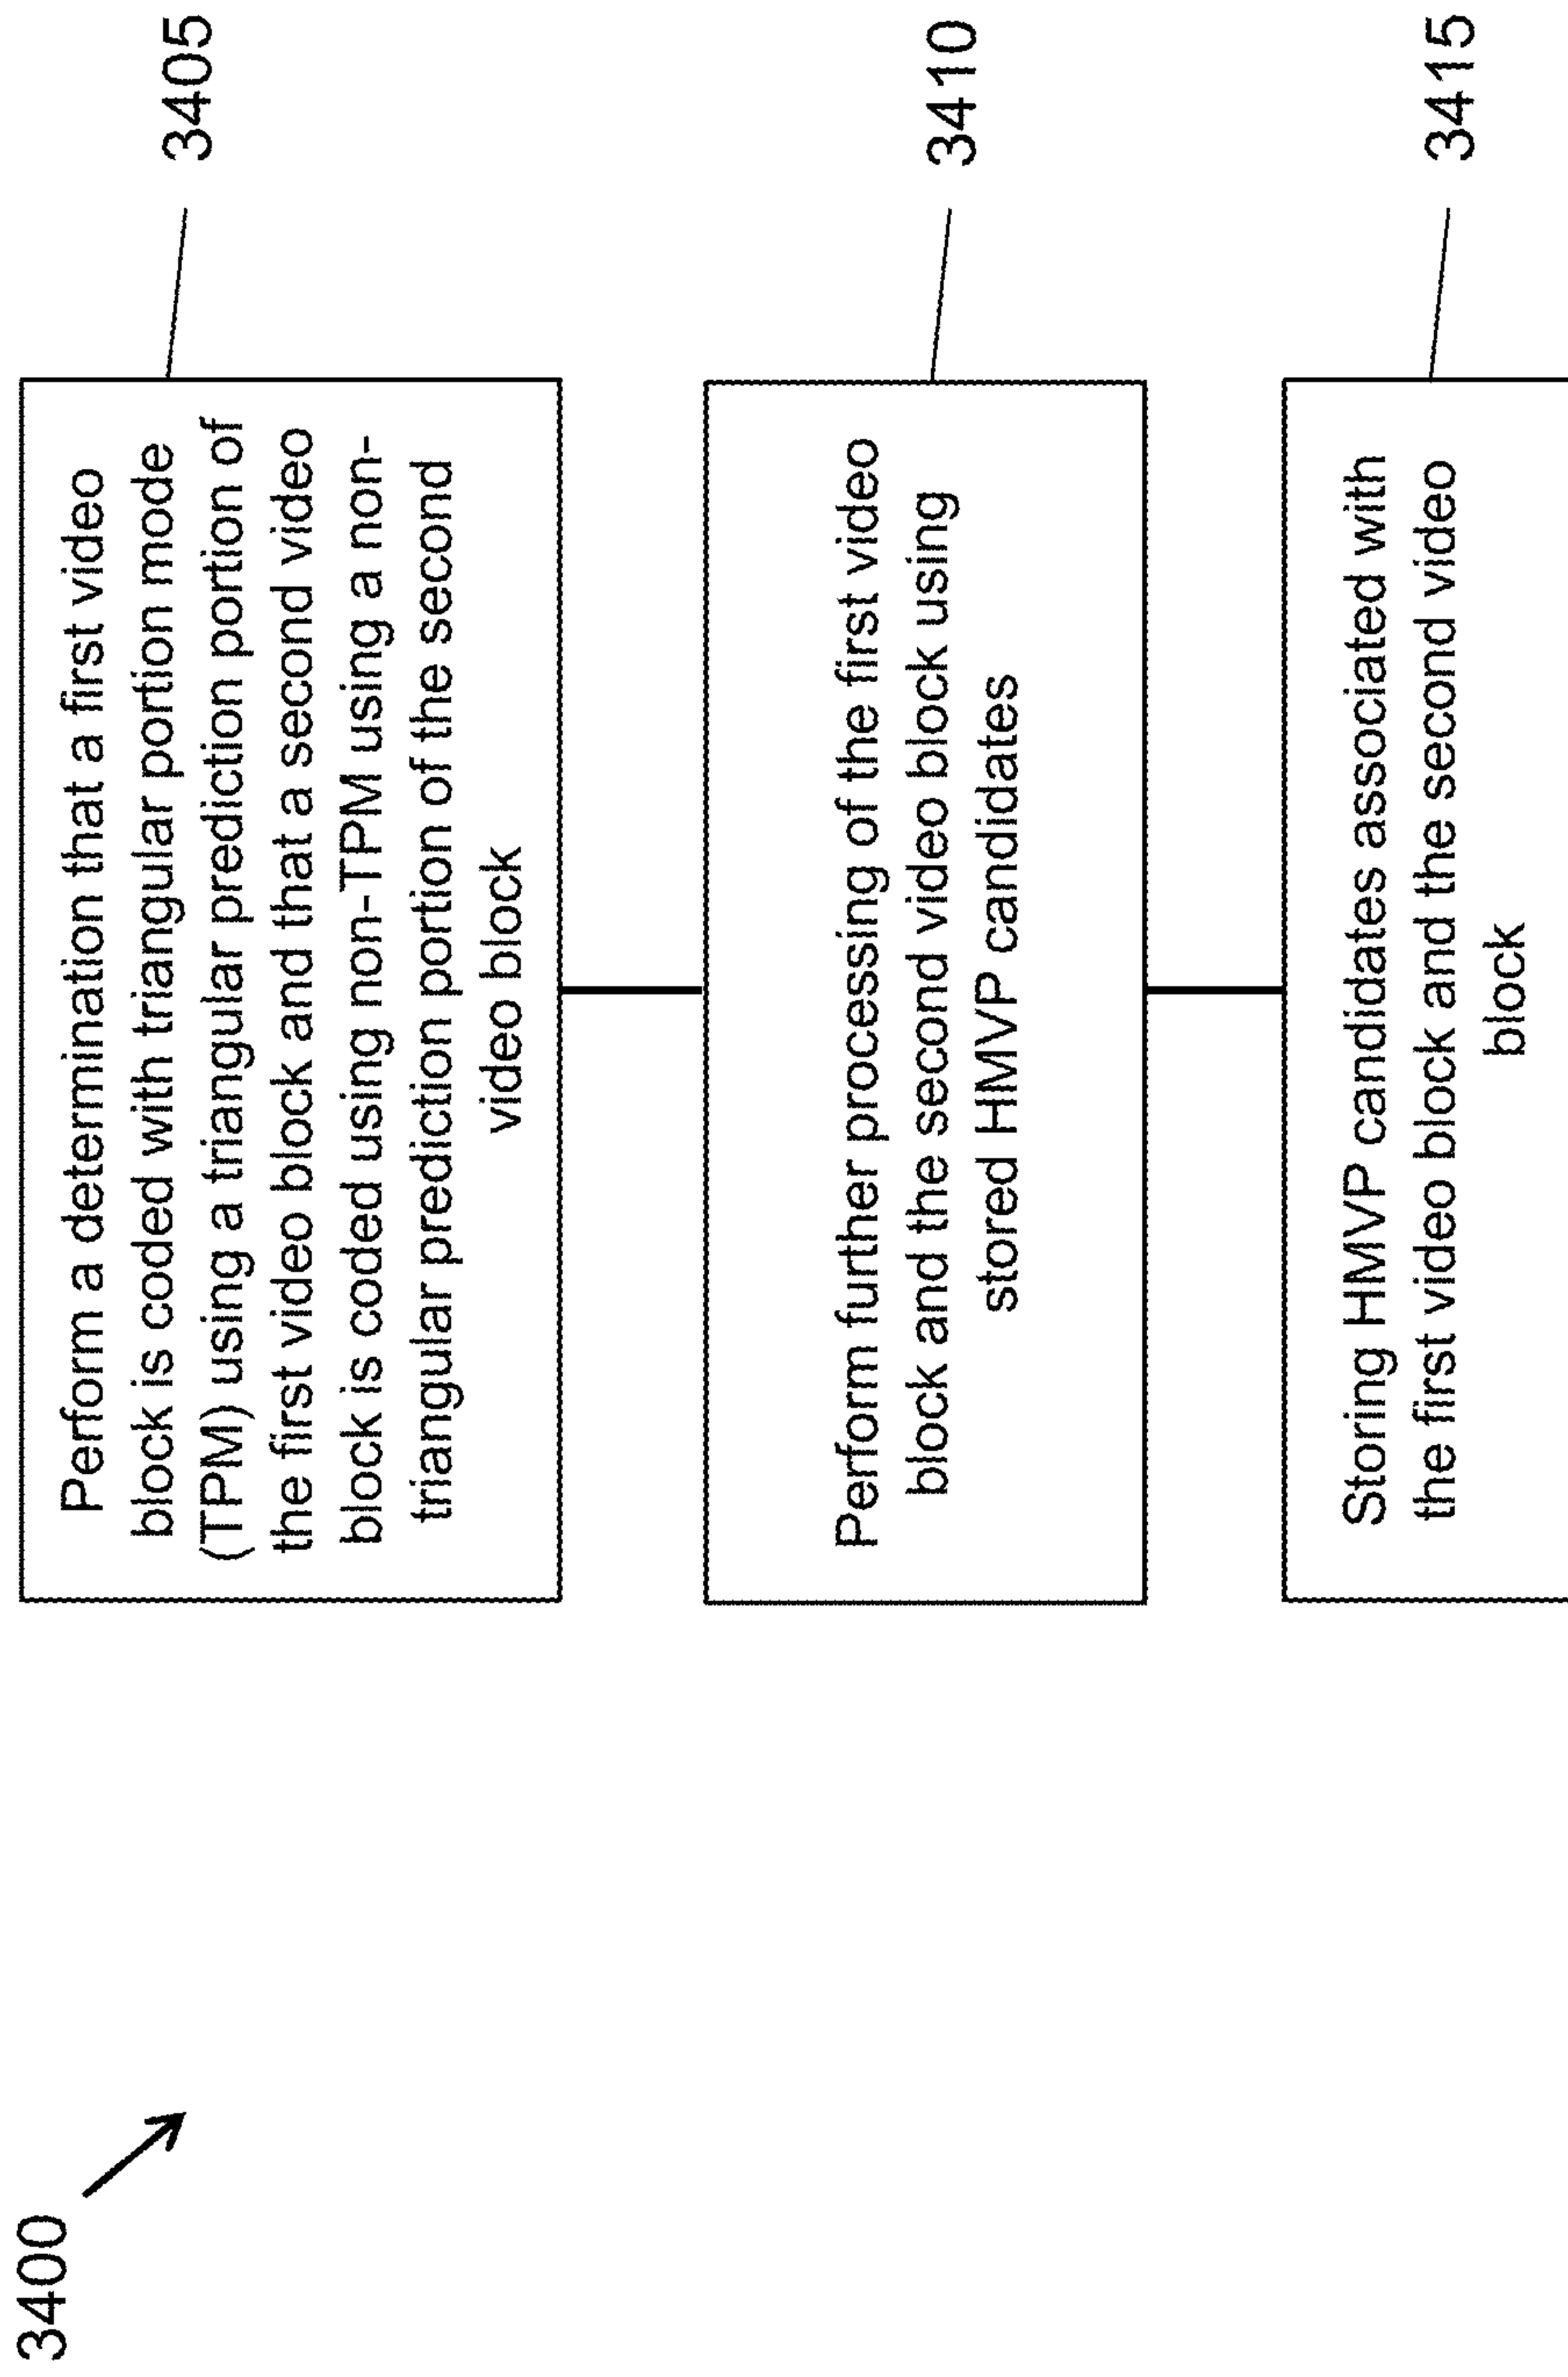 3400
Perform a determination that a first video
block is coded with triangular portion mode
(TPM) using a triangular prediction portion of
the first video block and that a second video
block is coded using non-TPM using a non-
triangular prediction portion of the second
video block
3405
Perform further processing of the first video
block and the second video block using
stored HMVP candidates
3410
Storing HMVP candidates associated with
the first video block and the second video
block
3415